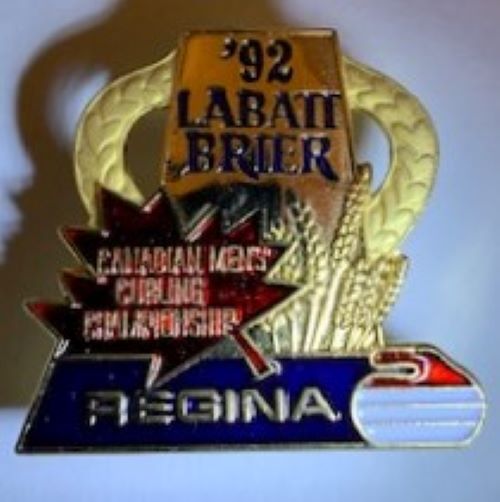 '92
LABATT
BRIER
CANADIAN MENS'
CURLING
CHAMPIONSHIP
REGINA